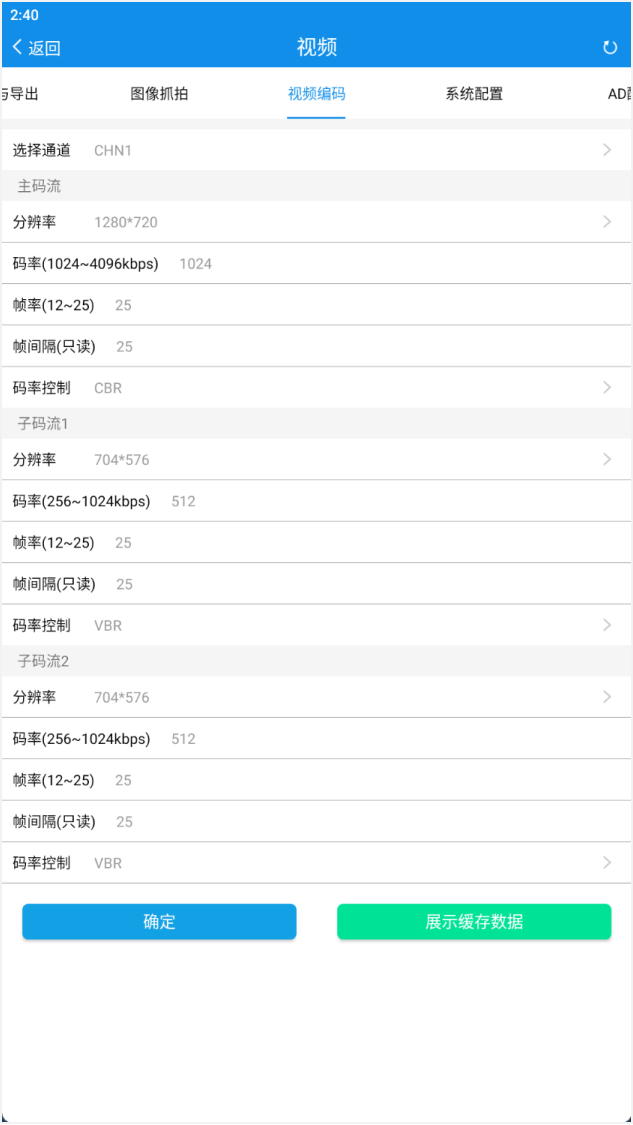 2:40
返回
视频
与导出
图像抓拍
视频编码
系统配置
AD
选择通道 CHN1
主码流
分辨率 1280*720
码率(1024~4096kbps) 1024
帧率(12~25) 25
帧间隔(只读) 25
码率控制 CBR
子码流1
分辨率 704*576
码率(256~1024kbps) 512
帧率(12~25) 25
帧间隔(只读) 25
码率控制 VBR
子码流2
分辨率 704*576
码率(256~1024kbps) 512
帧率(12~25) 25
帧间隔(只读) 25
码率控制 VBR
确定
展示缓存数据